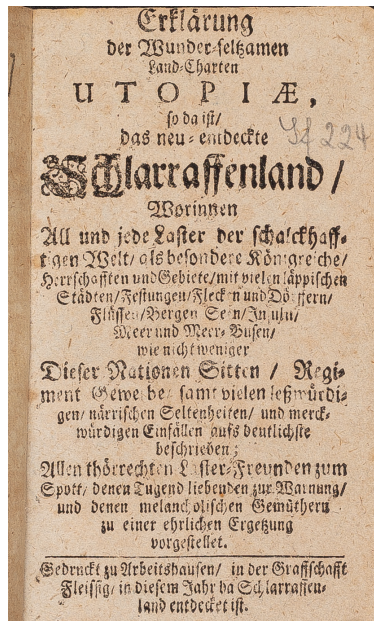 Erklärung
der Wunder-seltzamen
Land-Charten
UTOPIÆ,
so da ist/
das neu-entdeckte
Schlarraffenland/
Worinnen
All und jede Laster der schalckhaff-
tigen Welt/ als besondere Königreiche/
Herrschafften und Gebiete/ mit vielen läppischen
Städten/ Festungen/ Flecken und Dörffern/
Flüssen/ Bergen Seen/ Insuln/
Meer und Meer-Busen/
wie nicht weniger
Dieser Nationen Sitten/ Regi-
ment Gewerbe/ samt vielen leßwürdi-
gen/ närrischen Seltenheiten/ und merck-
würdigen Einfällen aufs deutlichste
beschrieben;
Allen thörrechten Laster-Freunden zum
Spott/ denen Tugend liebenden zur Warnung/
und denen melancholischen Gemüthern
zu einer ehrlichen Ergetzung
vorgestellet.
Gedruckt zu Arbeitshausen/ in der Graffschafft
Fleissig/ in diesem Jahr da Schlarraffen-
land entdecket ist.